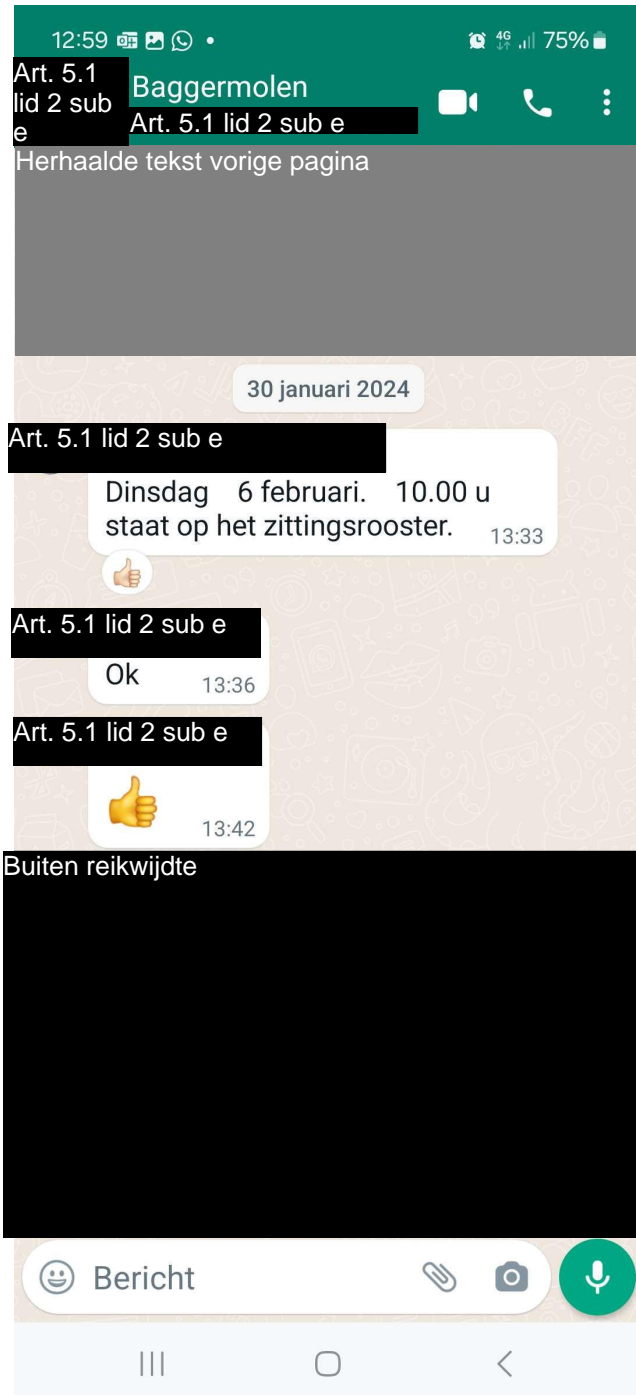 12:59
4G 75%
Art. 5.1
lid 2 sub
e
Baggermolen
Art. 5.1 lid 2 sub e
Herhaalde tekst vorige pagina
30 januari 2024
Art. 5.1 lid 2 sub e
Dinsdag 6 februari. 10.00 u
staat op het zittingsrooster. 13:33
Art. 5.1 lid 2 sub e
Ok 13:36
Art. 5.1 lid 2 sub e
13:42
Buiten reikwijdte
Bericht